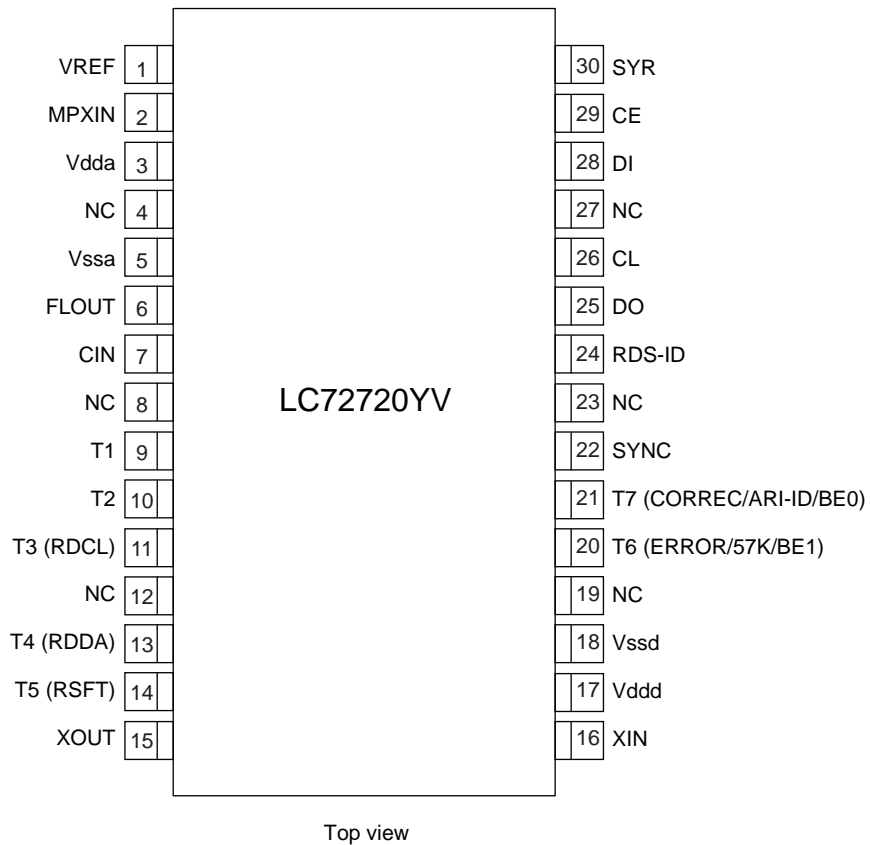 VREF 1 30 SYR
MPXIN 2 29 CE
Vdda 3 28 DI
NC 4 27 NC
Vssa 5 26 CL
FLOUT 6 25 DO
CIN 7 24 RDS-ID
NC 8 LC72720YV 23 NC
T1 9 22 SYNC
T2 10 21 T7 (CORREC/ARI-ID/BE0)
T3 (RDCL) 11 20 T6 (ERROR/57K/BE1)
NC 12 19 NC
T4 (RDDA) 13 18 Vssd
T5 (RSFT) 14 17 Vddd
XOUT 15 16 XIN
Top view